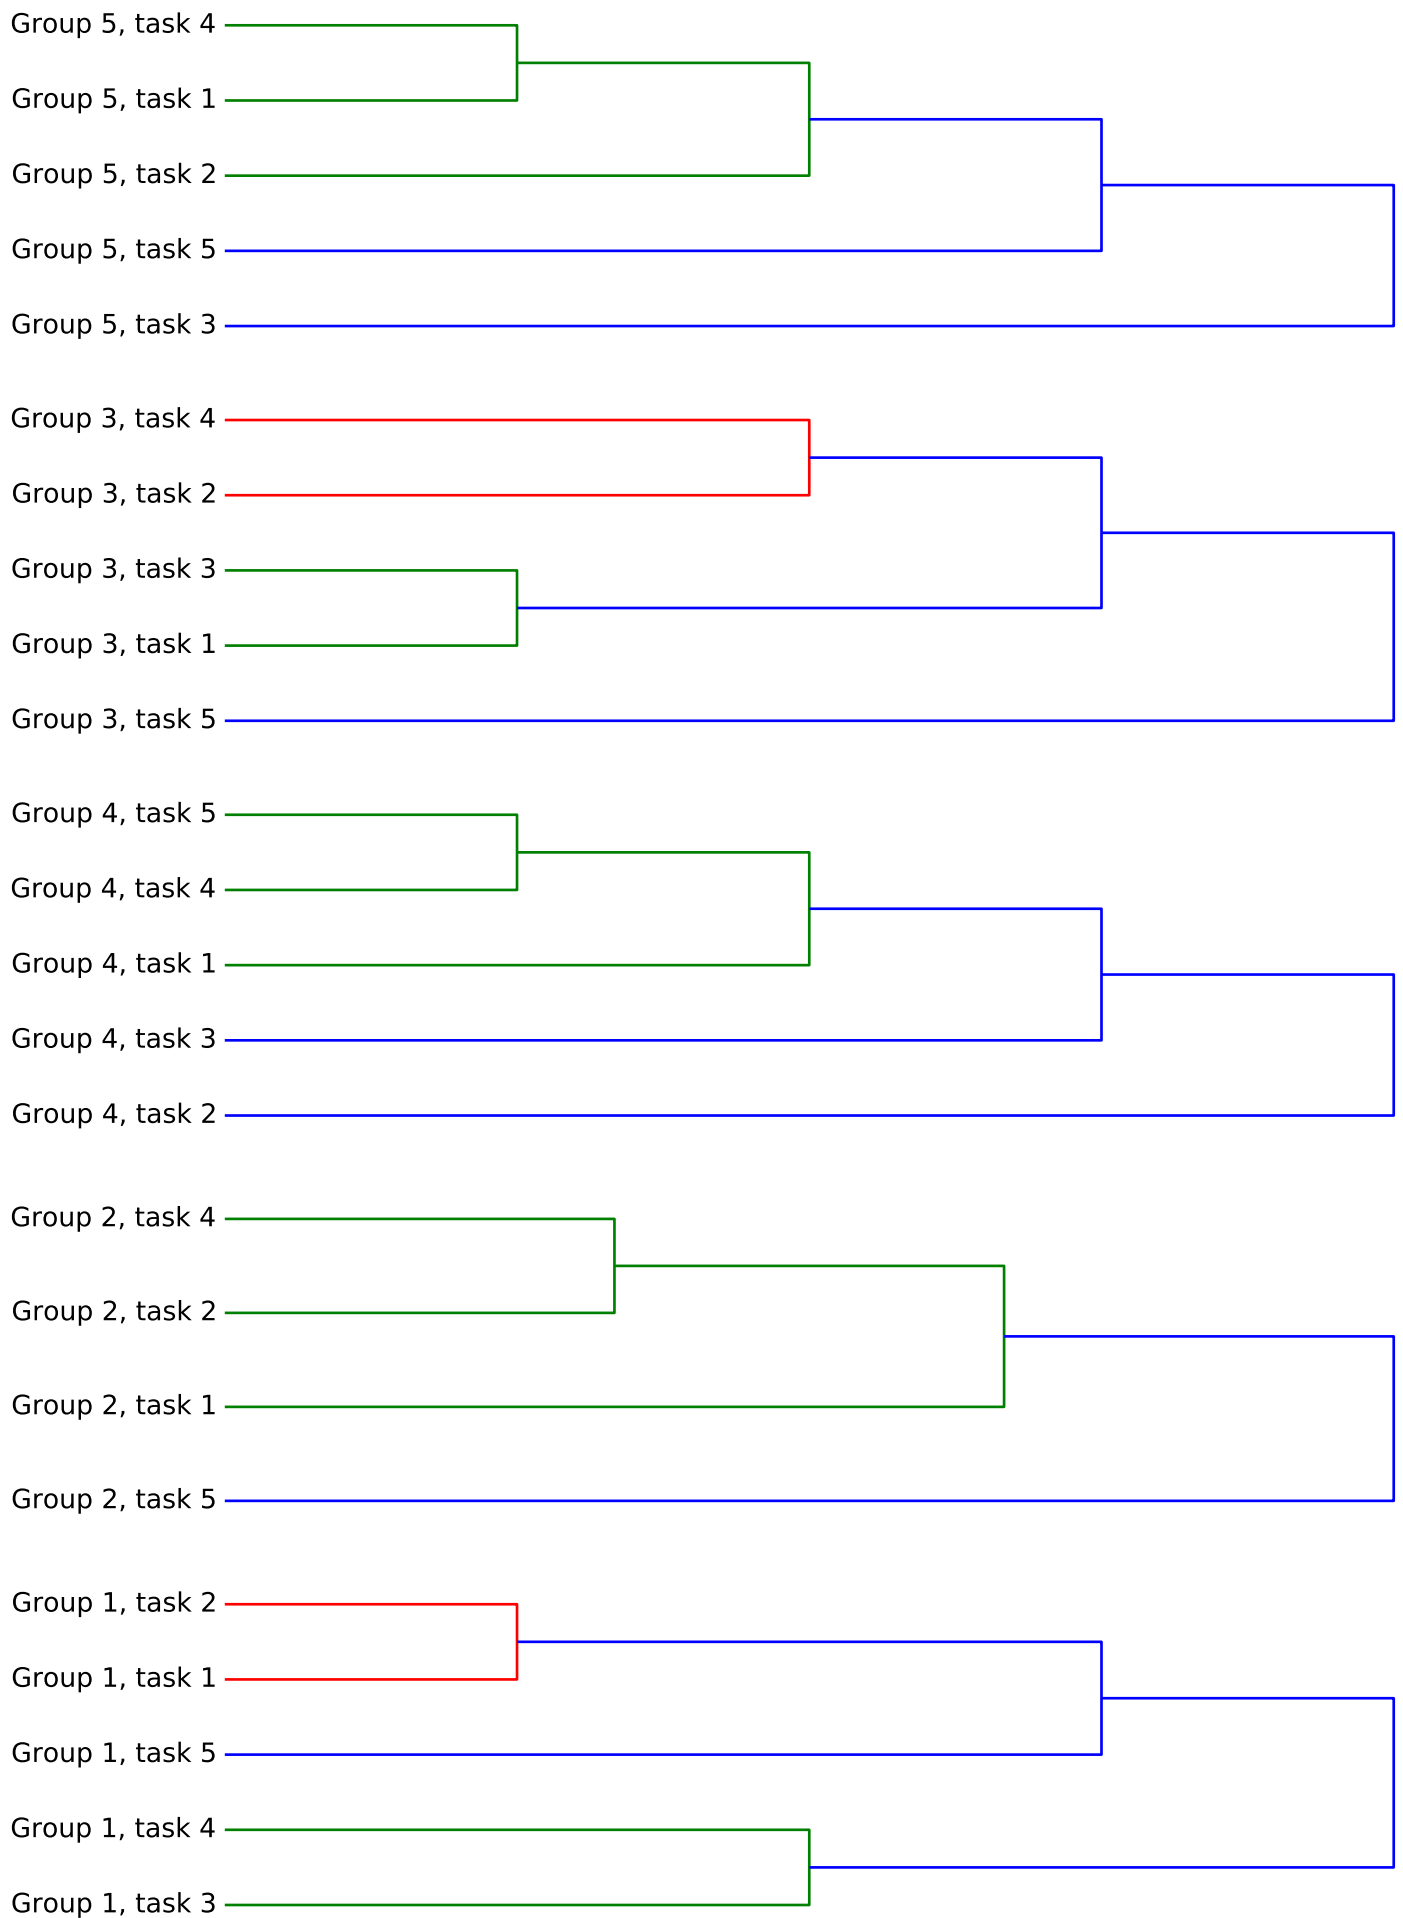 Group 5, task 4
Group 5, task 1
Group 5, task 2
Group 5, task 5
Group 5, task 3
Group 3, task 4
Group 3, task 2
Group 3, task 3
Group 3, task 1
Group 3, task 5
Group 4, task 5
Group 4, task 4
Group 4, task 1
Group 4, task 3
Group 4, task 2
Group 2, task 4
Group 2, task 2
Group 2, task 1
Group 2, task 5
Group 1, task 2
Group 1, task 1
Group 1, task 5
Group 1, task 4
Group 1, task 3